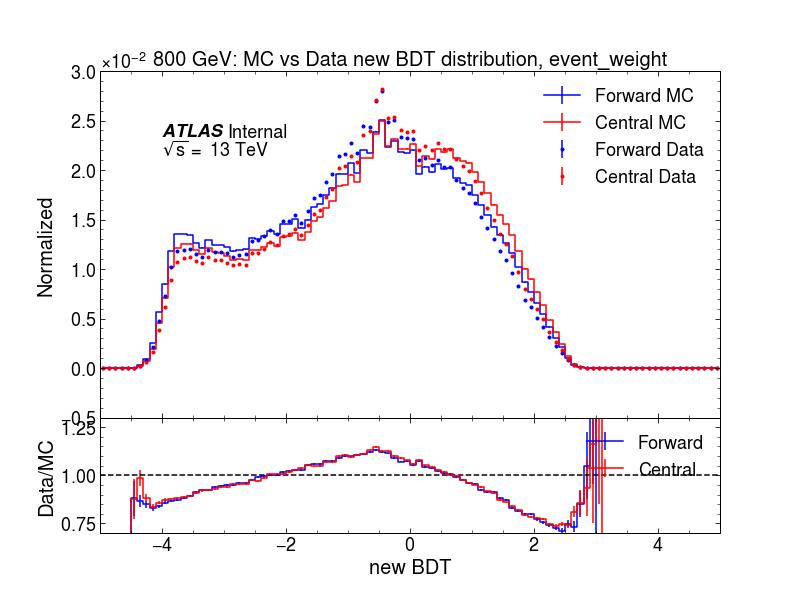 ×10⁻² 800 GeV: MC vs Data new BDT distribution, event_weight
3.0
2.5
2.0
1.5
1.0
0.5
0.0
−0.5
Normalized
ATLAS Internal
√s = 13 TeV
Forward MC
Central MC
Forward Data
Central Data
1.25
1.00
0.75
Data/MC
Forward
Central
−4 −2 0 2 4
new BDT